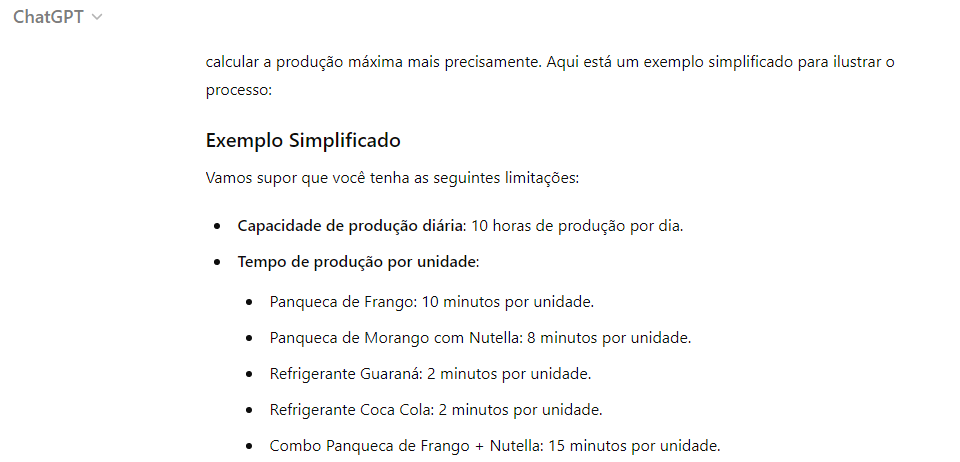 ChatGPT
calcular a produção máxima mais precisamente. Aqui está um exemplo simplificado para ilustrar o
processo:
Exemplo Simplificado
Vamos supor que você tenha as seguintes limitações:
Capacidade de produção diária: 10 horas de produção por dia.
Tempo de produção por unidade:
Panqueca de Frango: 10 minutos por unidade.
Panqueca de Morango com Nutella: 8 minutos por unidade.
Refrigerante Guaraná: 2 minutos por unidade.
Refrigerante Coca Cola: 2 minutos por unidade.
Combo Panqueca de Frango + Nutella: 15 minutos por unidade.